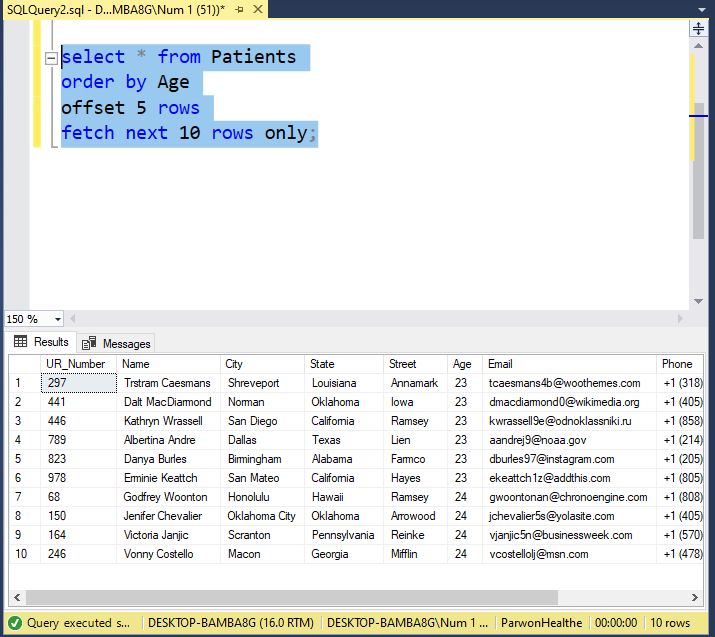 SQLQuery2.sql - D...MBA8G\Num 1 (51))*
select * from Patients
order by Age
offset 5 rows
fetch next 10 rows only;
150 %
Results Messages
UR_Number Name City State Street Age Email Phone
1 297 Trstram Caesmans Shreveport Louisiana Annamark 23 tcaesmans4b@woothemes.com +1 (318)
2 441 Dalt MacDiamond Norman Oklahoma Iowa 23 dmacdiamond0@wikimedia.org +1 (405)
3 446 Kathryn Wrassell San Diego California Ramsey 23 kwrassell9e@odnoklassniki.ru +1 (858)
4 789 Albertina Andre Dallas Texas Lien 23 aandrej9@noaa.gov +1 (214)
5 823 Danya Burles Birmingham Alabama Farmco 23 dburles97@instagram.com +1 (205)
6 978 Erminie Keattch San Mateo California Hayes 23 ekeattch1z@addthis.com +1 (805)
7 68 Godfrey Woonton Honolulu Hawaii Ramsey 24 gwoontonan@chronoengine.com +1 (808)
8 150 Jenifer Chevalier Oklahoma City Oklahoma Arrowood 24 jchevalier5s@yolasite.com +1 (405)
9 164 Victoria Janjic Scranton Pennsylvania Reinke 24 vjanjic5n@businessweek.com +1 (570)
10 246 Vonny Costello Macon Georgia Mifflin 24 vcostellolj@msn.com +1 (478)
Query executed s... DESKTOP-BAMBA8G (16.0 RTM) DESKTOP-BAMBA8G\Num 1 ... ParwonHealthe 00:00:00 10 rows